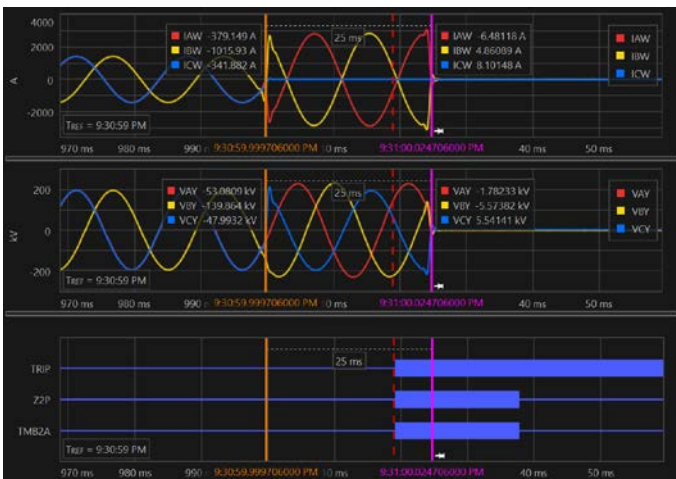 4000
2000
0
-2000
A
IAW -379.149 A
IBW -1015.93 A
ICW -341.882 A
25 ms
IAW -6.48118 A
IBW 4.86089 A
ICW 8.10148 A
IAW
IBW
ICW
TREF = 9:30:59 PM
970 ms 980 ms 990 9:30:59.999706000 PM 10 ms 9:31:00.024706000 PM 40 ms 50 ms
200
0
-200
kV
VAY -53.0809 kV
VBY -139.864 kV
VCY -47.9932 kV
25 ms
VAY -1.78233 kV
VBY -5.57382 kV
VCY 5.54141 kV
VAY
VBY
VCY
TREF = 9:30:59 PM
970 ms 980 ms 990 9:30:59.999706000 PM 10 ms 9:31:00.024706000 PM 40 ms 50 ms
25 ms
TRIP
Z2P
TMB2A
TREF = 9:30:59 PM
970 ms 980 ms 990 9:30:59.999706000 PM 10 ms 9:31:00.024706000 PM 40 ms 50 ms